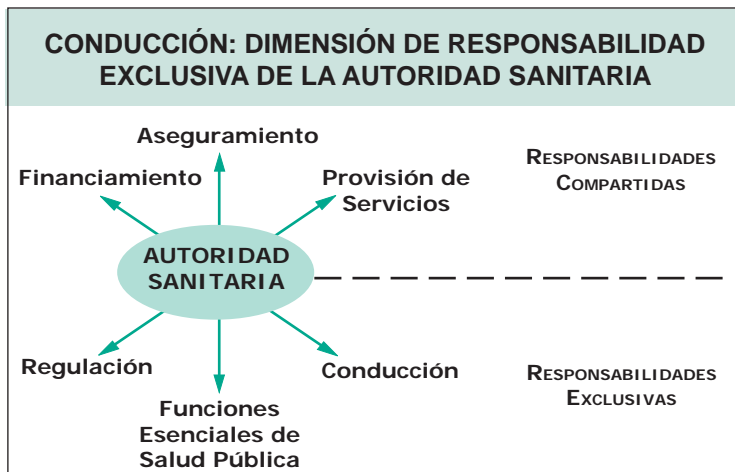 CONDUCCIÓN: DIMENSIÓN DE RESPONSABILIDAD
EXCLUSIVA DE LA AUTORIDAD SANITARIA
Aseguramiento
Financiamiento
Provisión de
Servicios
RESPONSABILIDADES
COMPARTIDAS
AUTORIDAD
SANITARIA
Regulación
Conducción
Funciones
Esenciales de
Salud Pública
RESPONSABILIDADES
EXCLUSIVAS